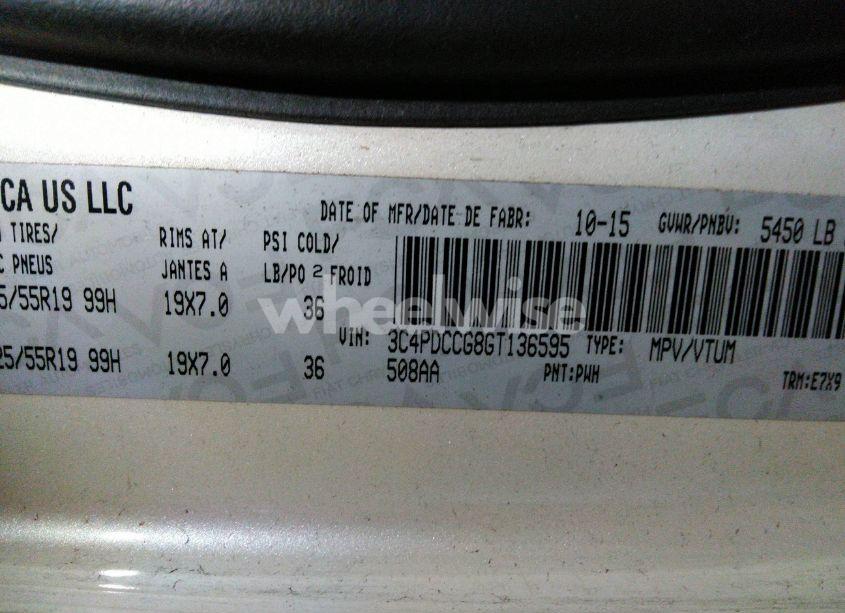 CA US LLC
DATE OF MFR/DATE DE FABR: 10-15 GVWR/PNBV: 5450 LB
TIRES/ RIMS AT/ PSI COLD/
C PNEUS JANTES A LB/PO 2 FROID
5/55R19 99H 19X7.0 36
wheelwise
VIN: 3C4PDCCG8GT136595 TYPE: MPV/VTUM
25/55R19 99H 19X7.0 36 508AA PNT:PWH TRM:E7X9